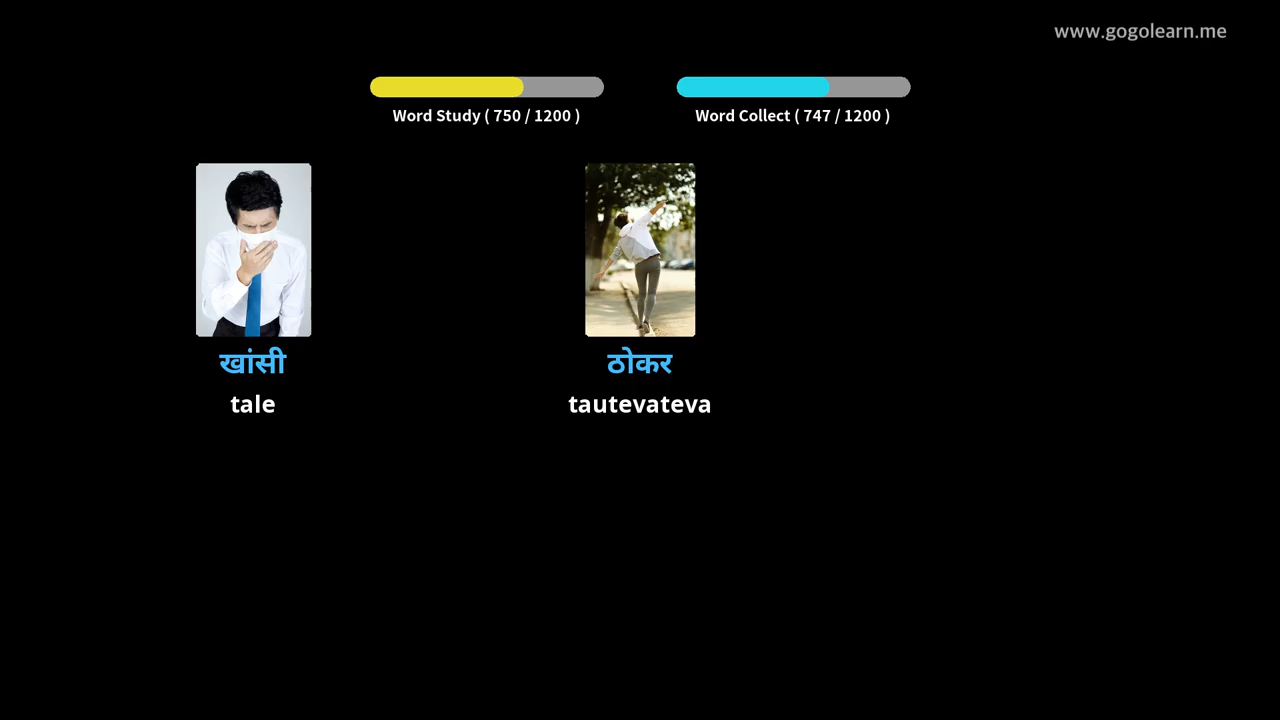 www.gogolearn.me
Word Study ( 750 / 1200 )
Word Collect ( 747 / 1200 )
खांसी
tale
ठोकर
tautevateva